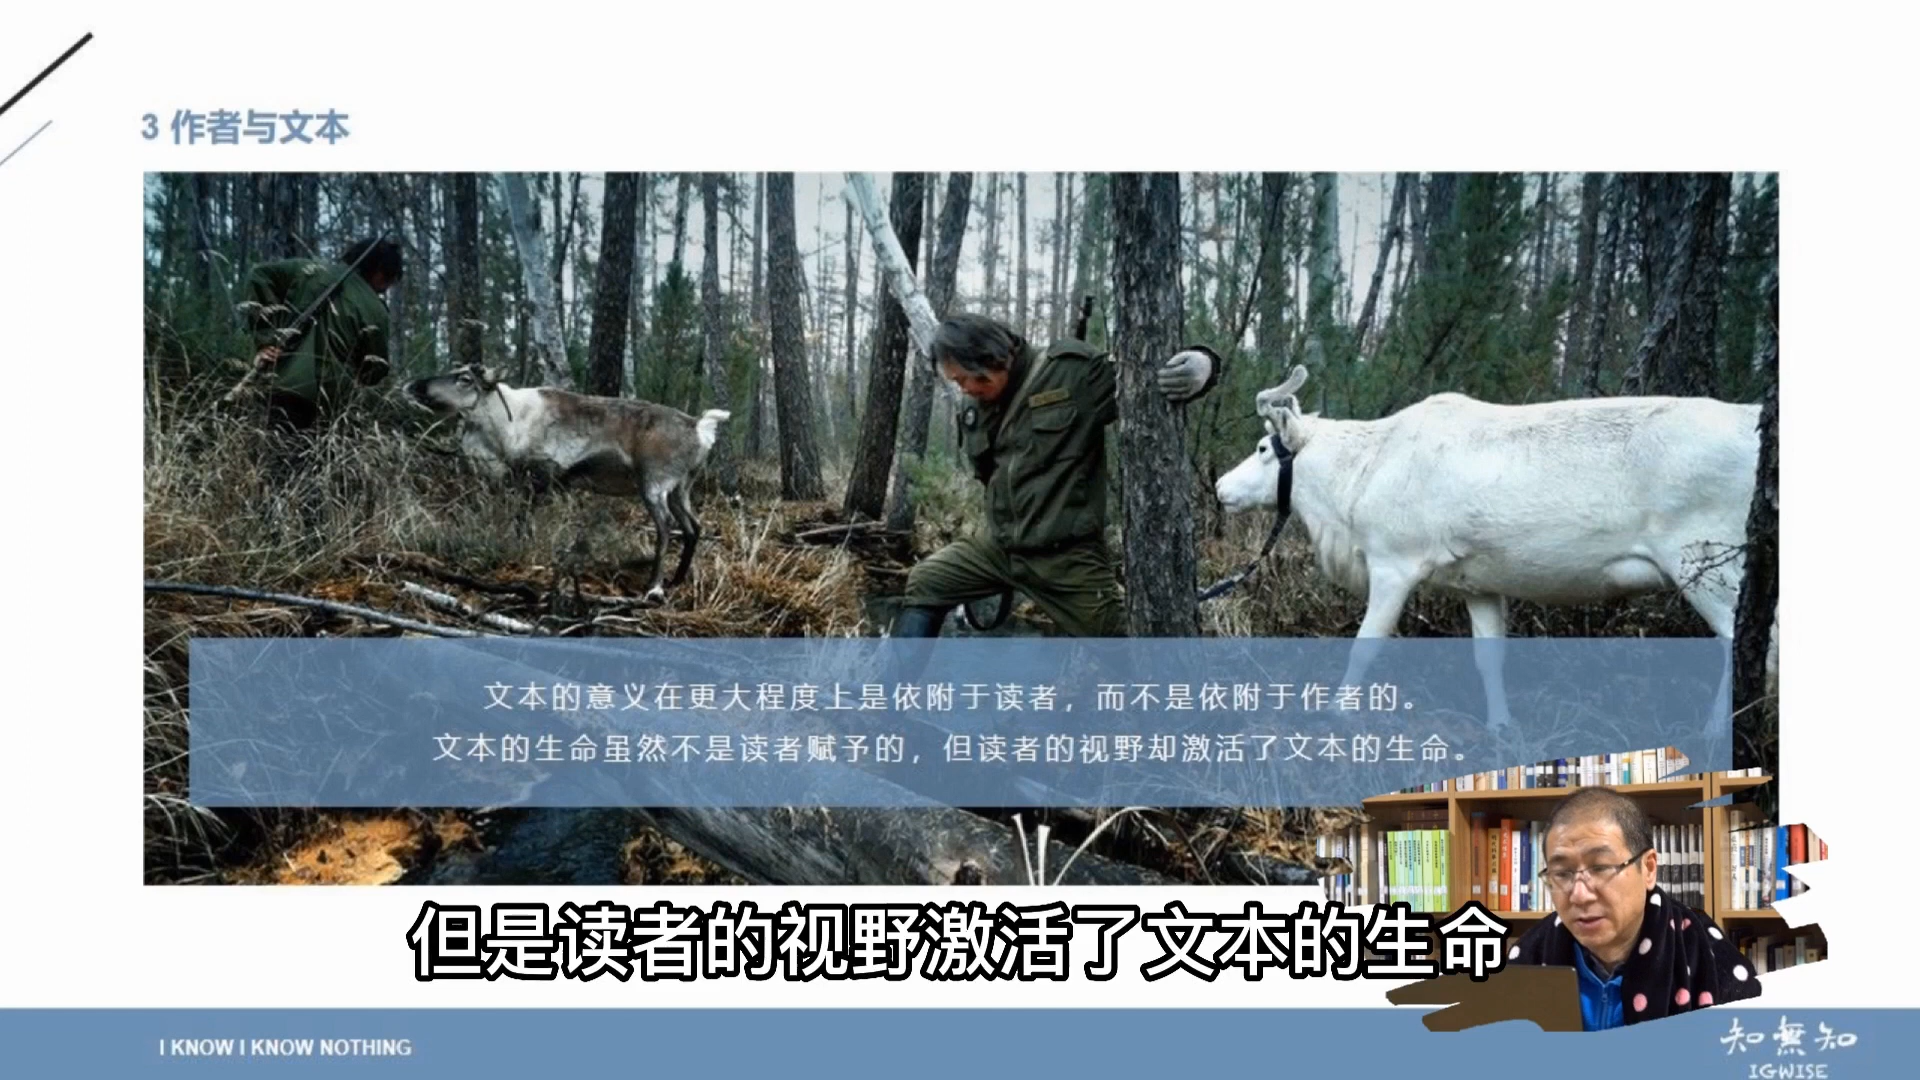 3 作者与文本
文本的意义在更大程度上是依附于读者，而不是依附于作者的。
文本的生命虽然不是读者赋予的，但读者的视野却激活了文本的生命。
但是读者的视野激活了文本的生命
I KNOW I KNOW NOTHING
知無知
IGWISE